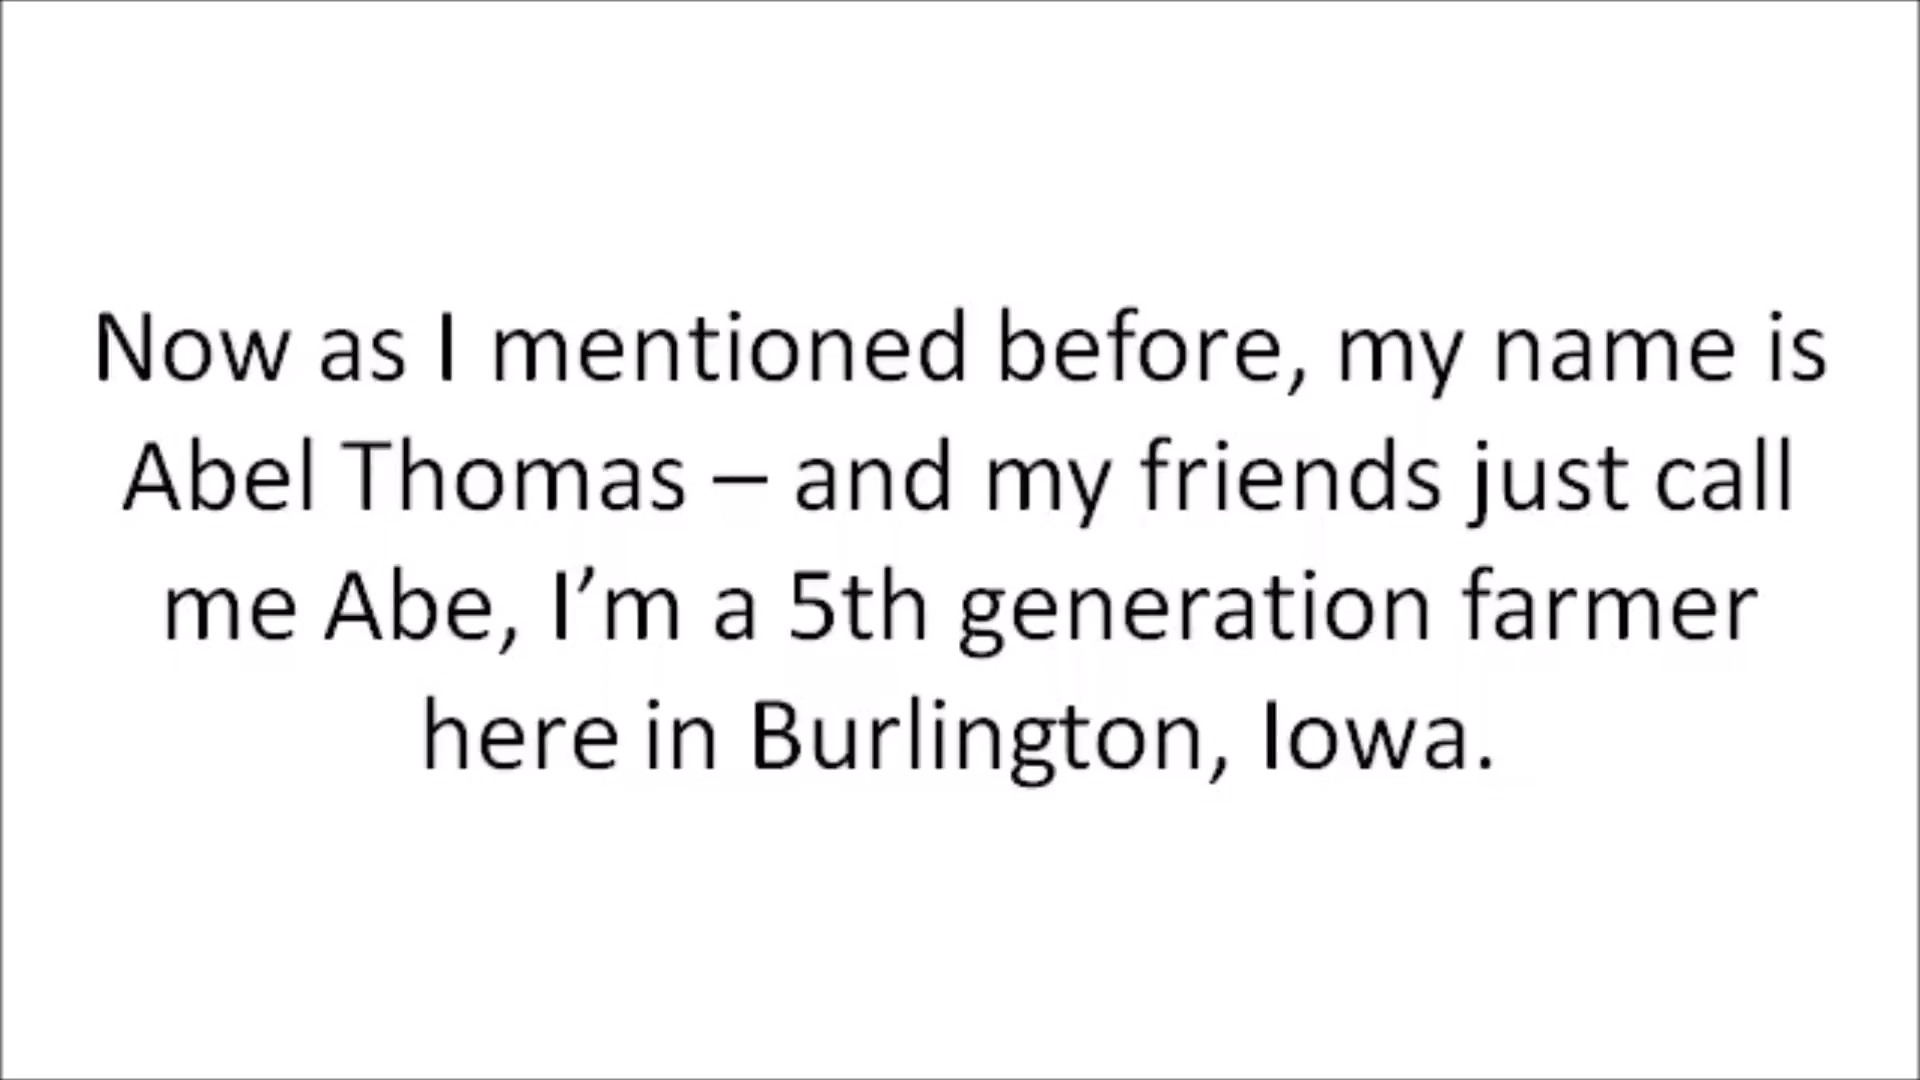 Now as I mentioned before, my name is
Abel Thomas – and my friends just call
me Abe, I’m a 5th generation farmer
here in Burlington, Iowa.